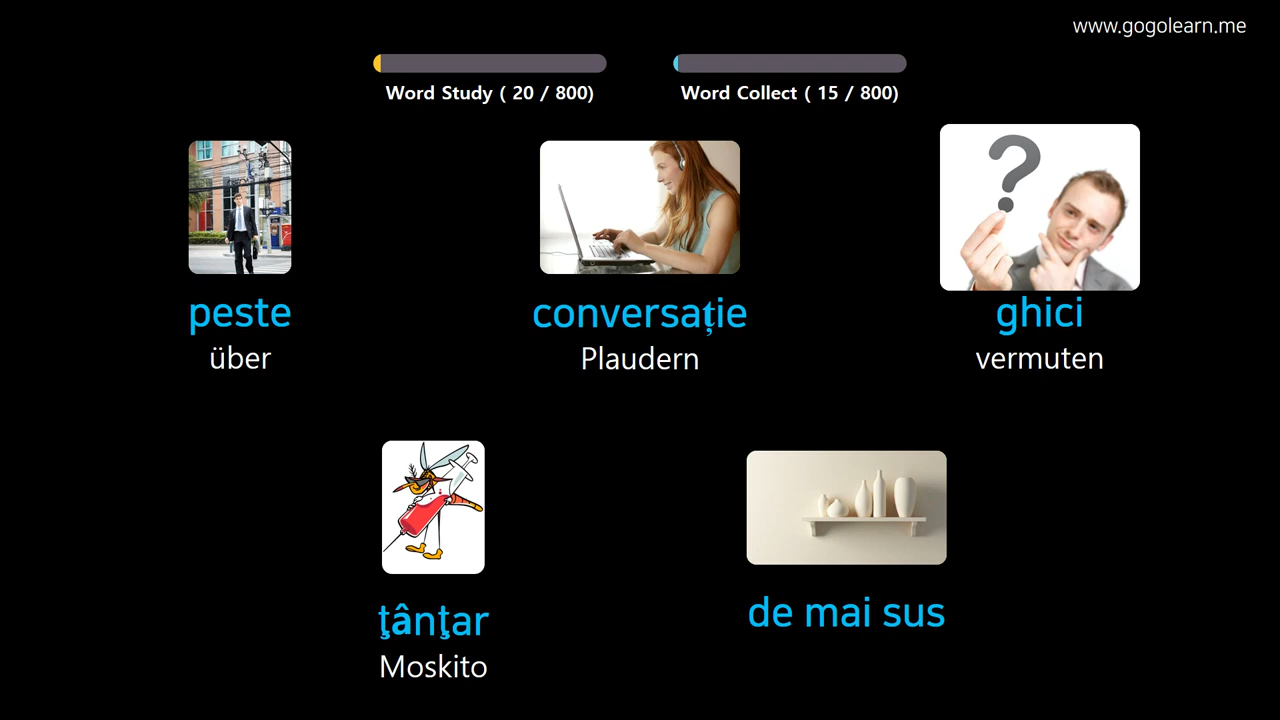 www.gogolearn.me
Word Study ( 20 / 800)
Word Collect ( 15 / 800)
peste
über
conversație
Plaudern
ghici
vermuten
ţânţar
Moskito
de mai sus